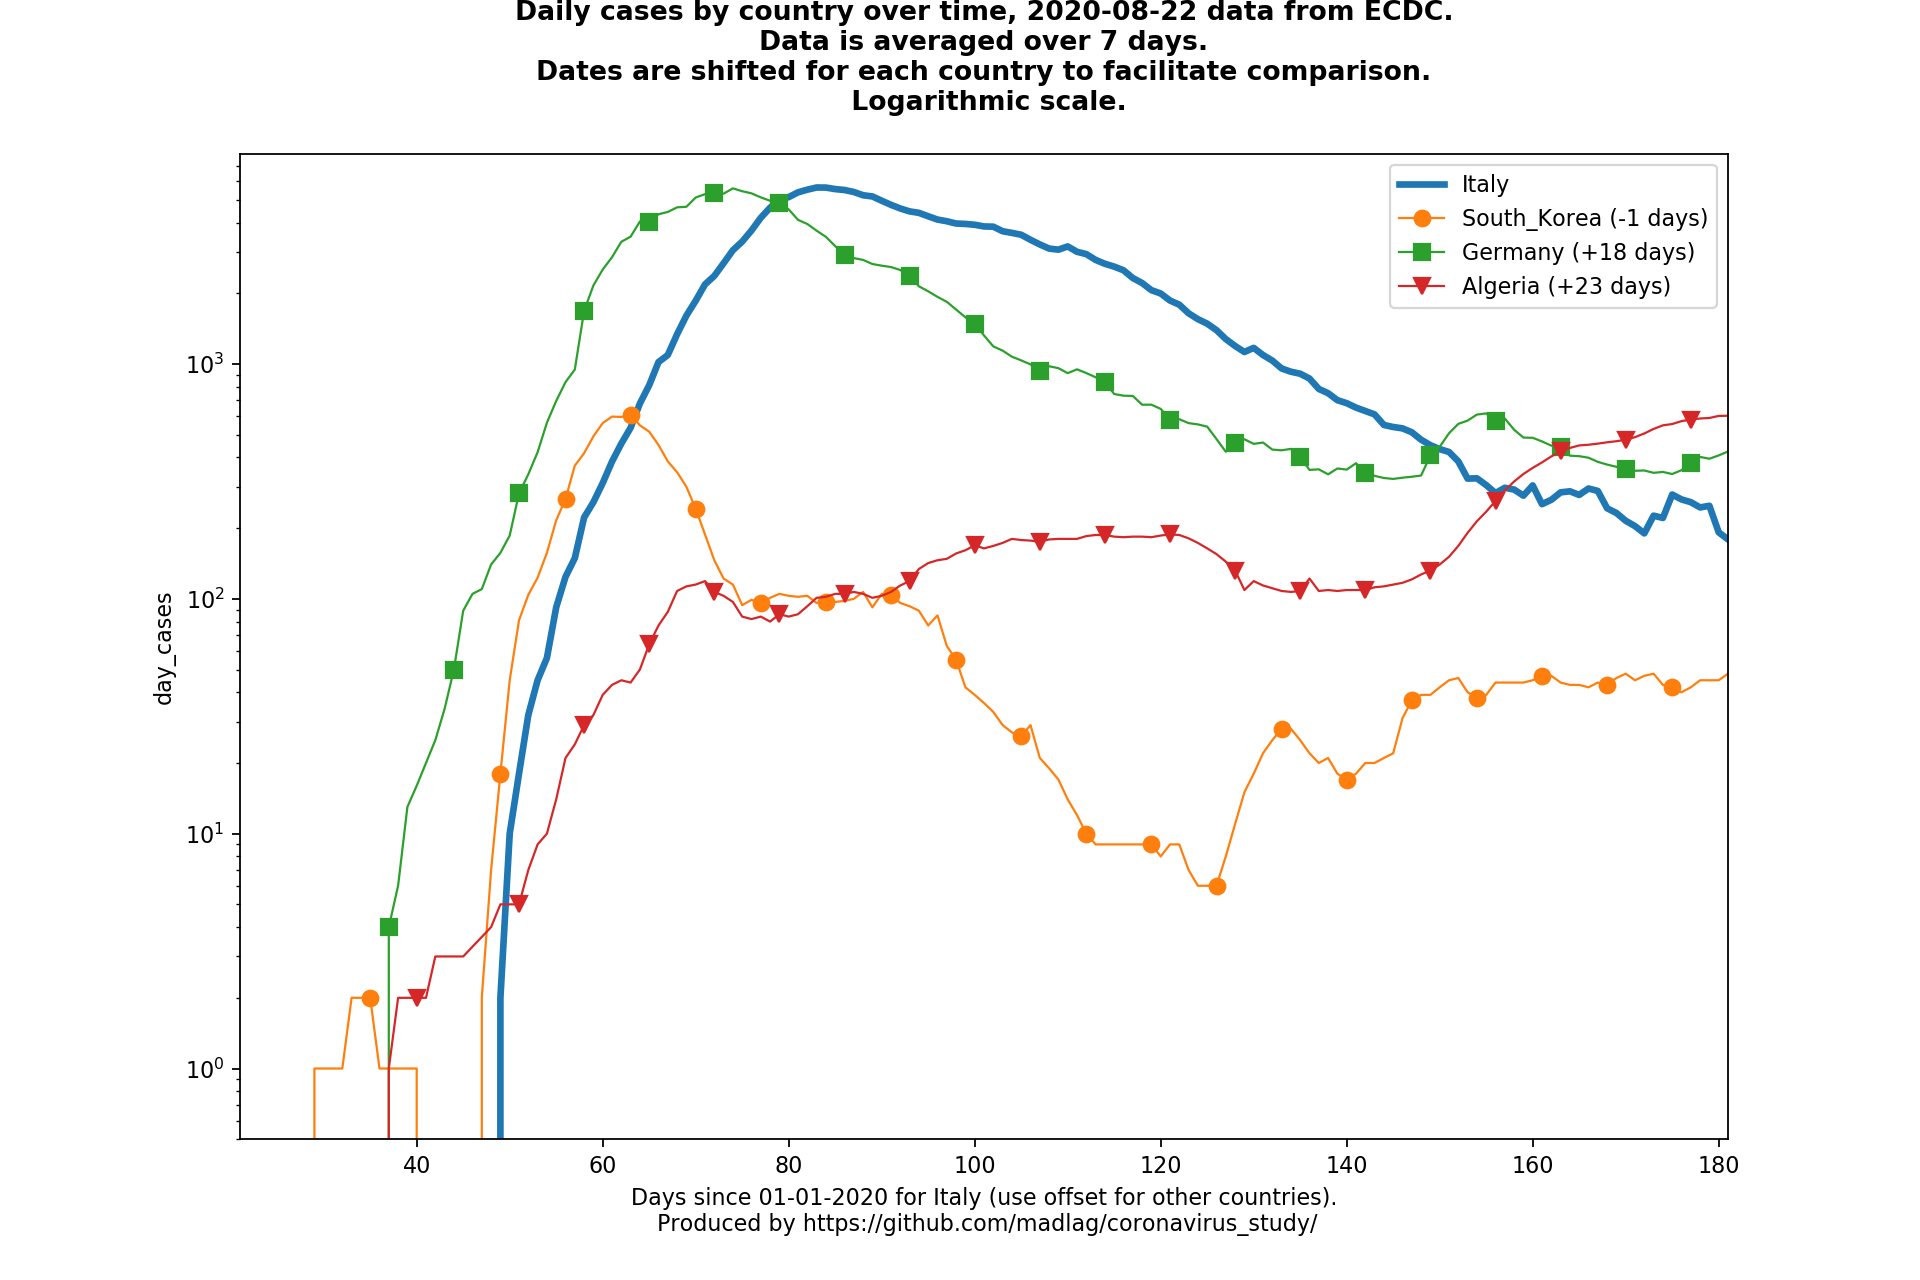 Daily cases by country over time, 2020-08-22 data from ECDC.
Data is averaged over 7 days.
Dates are shifted for each country to facilitate comparison.
Logarithmic scale.
Italy
South_Korea (-1 days)
Germany (+18 days)
Algeria (+23 days)
day_cases
10³
10²
10¹
10⁰
40 60 80 100 120 140 160 180
Days since 01-01-2020 for Italy (use offset for other countries).
Produced by https://github.com/madlag/coronavirus_study/